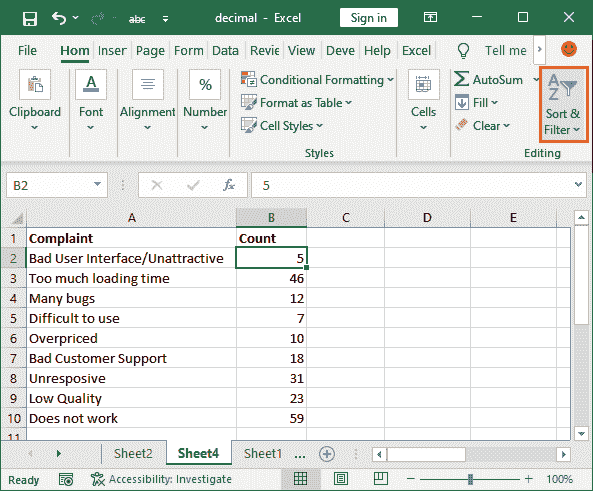 abc decimal - Excel Sign in
File Hom Inser Page Form Data Revie View Deve Help Excel Tell me
Clipboard Font Alignment Number Conditional Formatting Format as Table Cell Styles Cells AutoSum Fill Clear Sort & Filter
Styles Editing
B2 fx 5
A B C D E
1 Complaint Count
2 Bad User Interface/Unattractive 5
3 Too much loading time 46
4 Many bugs 12
5 Difficult to use 7
6 Overpriced 10
7 Bad Customer Support 18
8 Unresposive 31
9 Low Quality 23
10 Does not work 59
11
Sheet2 Sheet4 Sheet1 ...
Ready Accessibility: Investigate 100%